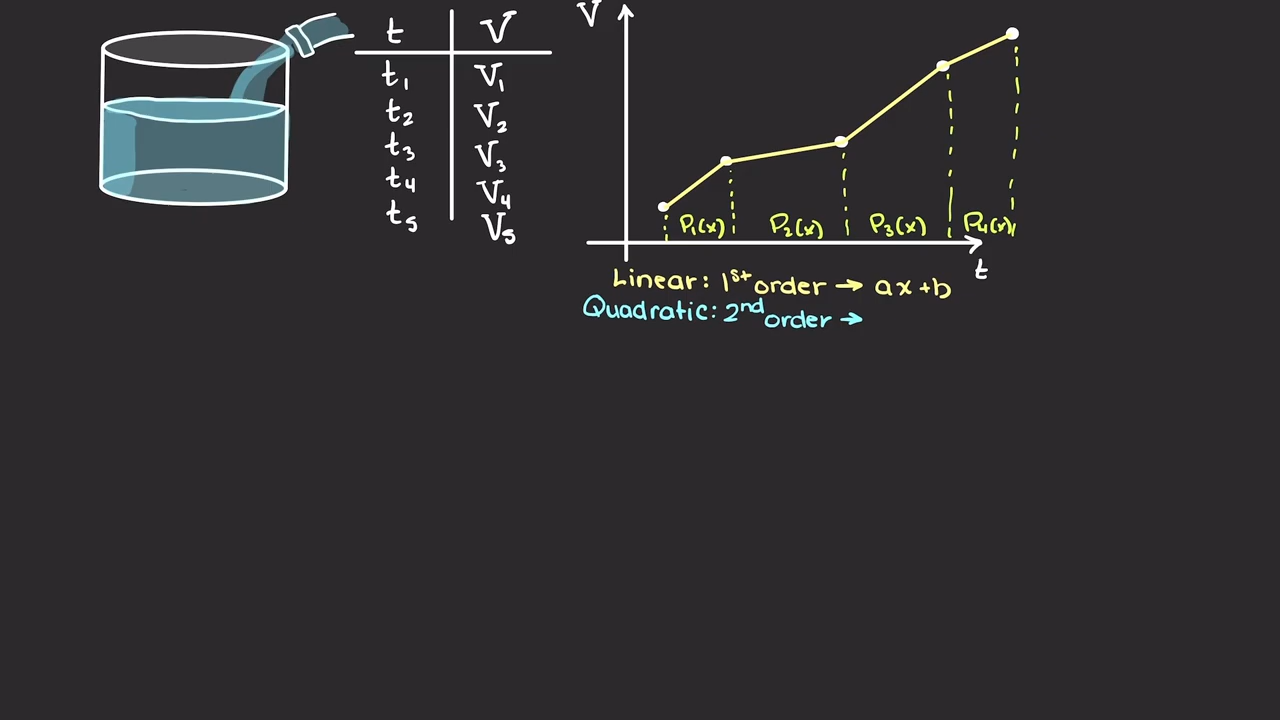 t V
t₁ V₁
t₂ V₂
t₃ V₃
t₄ V₄
t₅ V₅
V
P₁(x) P₂(x) P₃(x) P₄(x)
t
Linear: 1ˢᵗ order → ax+b
Quadratic: 2ⁿᵈ order →